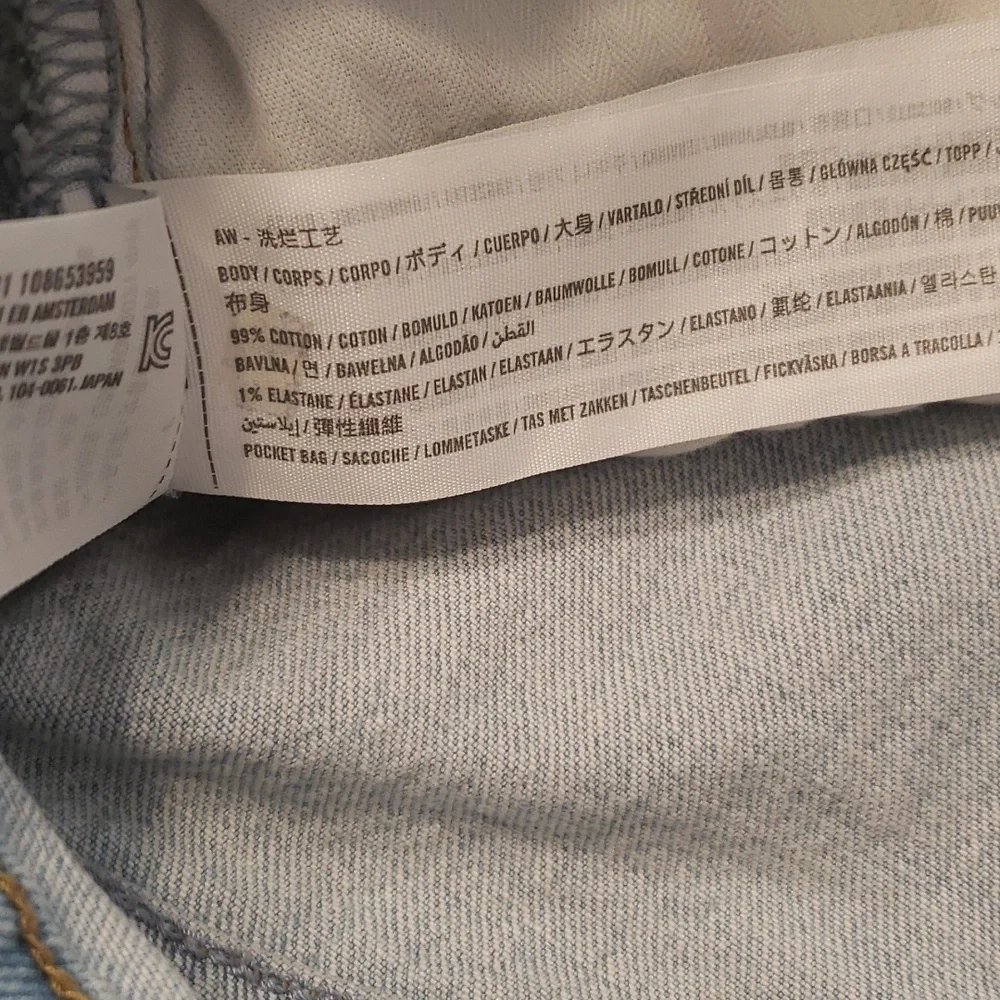 108653959
AMSTERDAM
N W1S 3PB
104-0061, JAPAN
AW - 洗烂工艺
BODY / CORPS / CORPO / ボディ / CUERPO / 大身 / VARTALO / STŘEDNÍ DÍL / 몸통 / GŁÓWNA CZĘŚĆ / TOPP /
布身
99% COTTON / COTON / BOMULD / KATOEN / BAUMWOLLE / BOMULL / COTONE / コットン / ALGODÓN / 棉 /
BAVLNA / 면 / BAWEŁNA / ALGODÃO / القطن
1% ELASTANE / ÉLASTANE / ELASTAN / ELASTAAN / エラスタン / ELASTANO / 氨纶 / ELASTAANIA / 엘라스탄
إيلاستين / 彈性纖維
POCKET BAG / SACOCHE / LOMMETASKE / TAS MET ZAKKEN / TASCHENBEUTEL / FICKVÄSKA / BORSA A TRACOLLA /